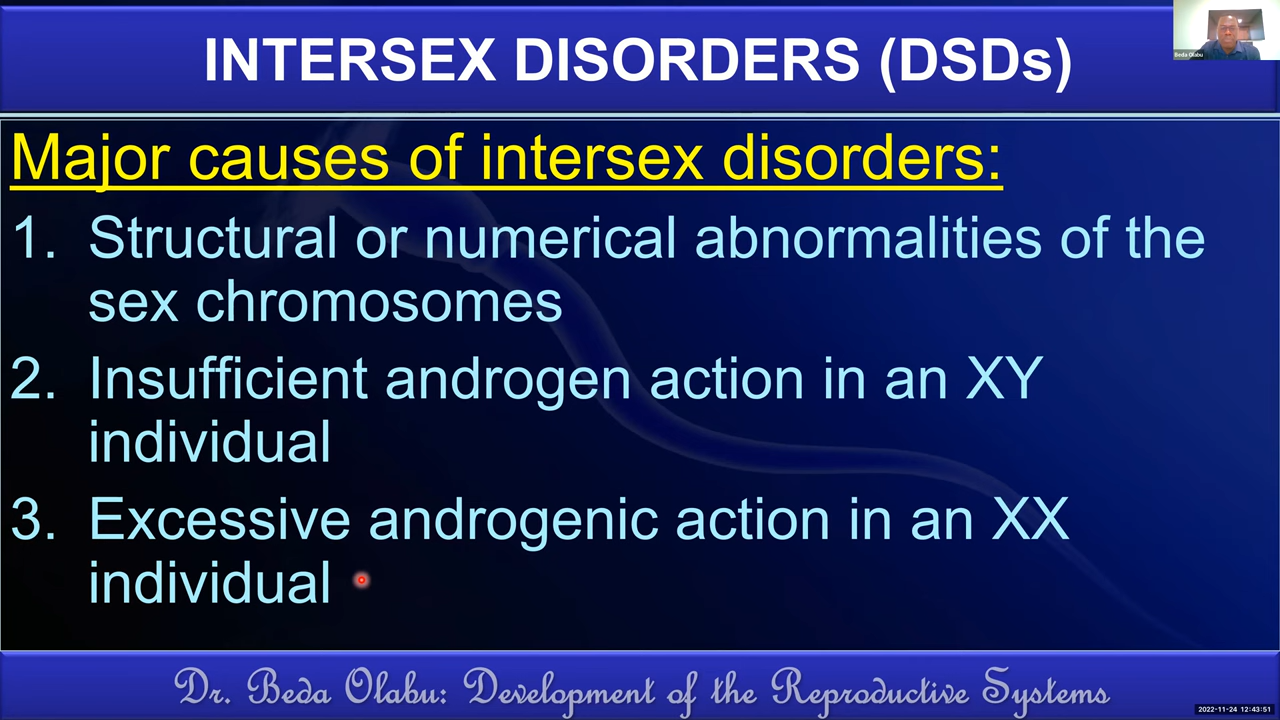 INTERSEX DISORDERS (DSDs)
Beda Olabu
Major causes of intersex disorders:
1. Structural or numerical abnormalities of the
sex chromosomes
2. Insufficient androgen action in an XY
individual
3. Excessive androgenic action in an XX
individual
Dr. Beda Olabu: Development of the Reproductive Systems
2022-11-24 12:43:51